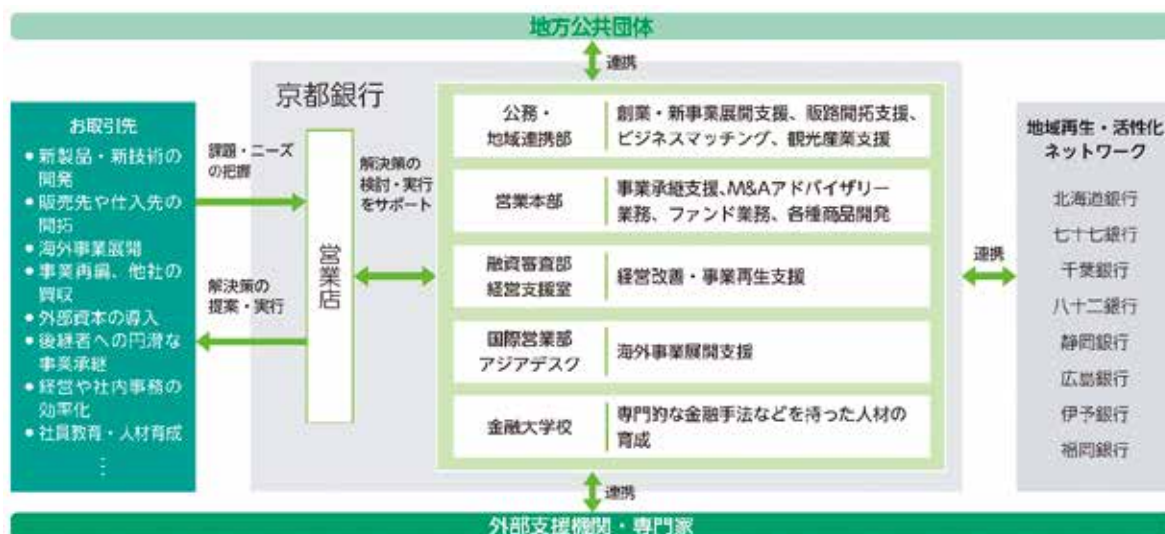 地方公共団体
連携
京都銀行
お取引先
● 新製品・新技術の
開発
● 販売先や仕入先の
開拓
● 海外事業展開
● 事業再編、他社の
買収
● 外部資本の導入
● 後継者への円滑な
事業承継
● 経営や社内事務の
効率化
● 社員教育・人材育成
⋮
課題・ニーズ
の把握
解決策の
提案・実行
営業店
解決策の
検討・実行
をサポート
公務・
地域連携部
創業・新事業展開支援、販路開拓支援、
ビジネスマッチング、観光産業支援
営業本部
事業承継支援、M&Aアドバイザリー
業務、ファンド業務、各種商品開発
融資審査部
経営支援室
経営改善・事業再生支援
国際営業部
アジアデスク
海外事業展開支援
金融大学校
専門的な金融手法などを持った人材の
育成
連携
地域再生・活性化
ネットワーク
北海道銀行
七十七銀行
千葉銀行
八十二銀行
静岡銀行
広島銀行
伊予銀行
福岡銀行
連携
外部支援機関・専門家